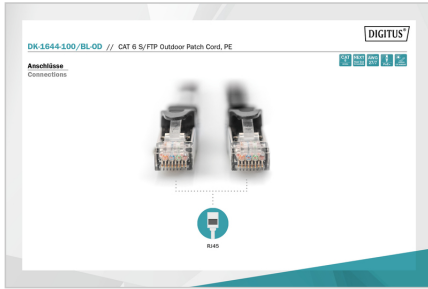 DIGITUS®
DK-1644-100/BL-OD // CAT 6 S/FTP Outdoor Patch Cord, PE
Anschlüsse
Connections
RJ45